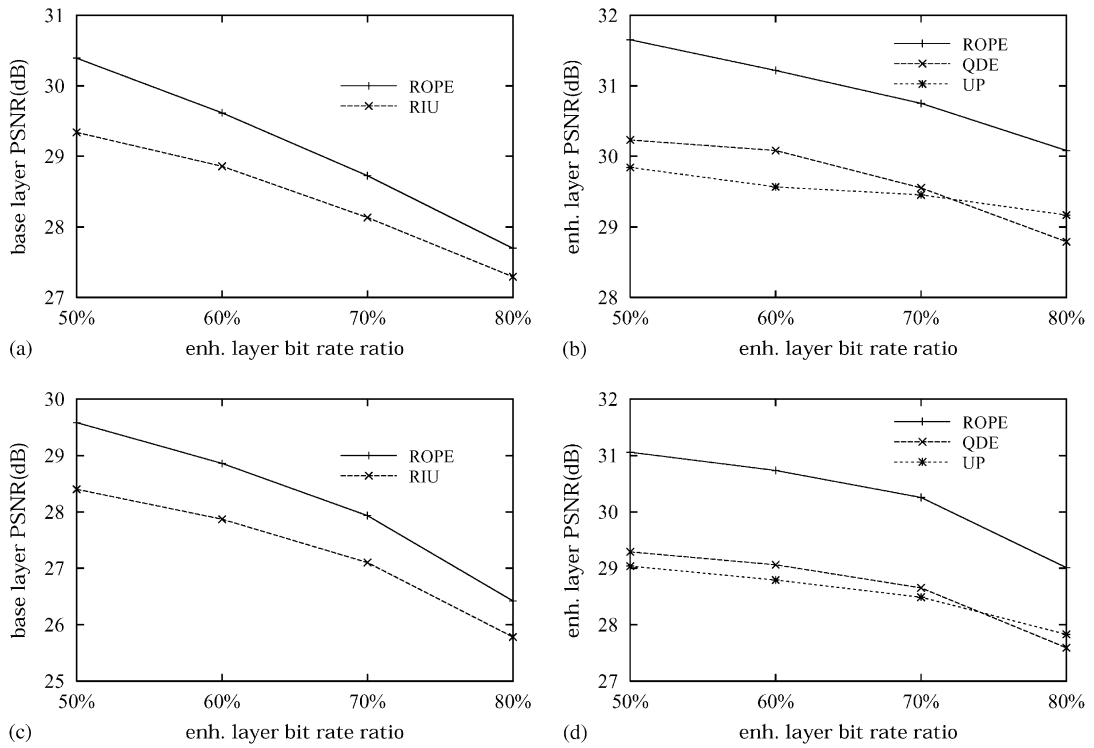 31
30
29
28
27
base layer PSNR(dB)
ROPE
RIU
50%
60%
70%
80%
(a)
enh. layer bit rate ratio
32
31
30
29
28
enh. layer PSNR(dB)
ROPE
QDE
UP
50%
60%
70%
80%
(b)
enh. layer bit rate ratio
30
29
28
27
26
25
base layer PSNR(dB)
ROPE
RIU
50%
60%
70%
80%
(c)
enh. layer bit rate ratio
32
31
30
29
28
27
enh. layer PSNR(dB)
ROPE
QDE
UP
50%
60%
70%
80%
(d)
enh. layer bit rate ratio